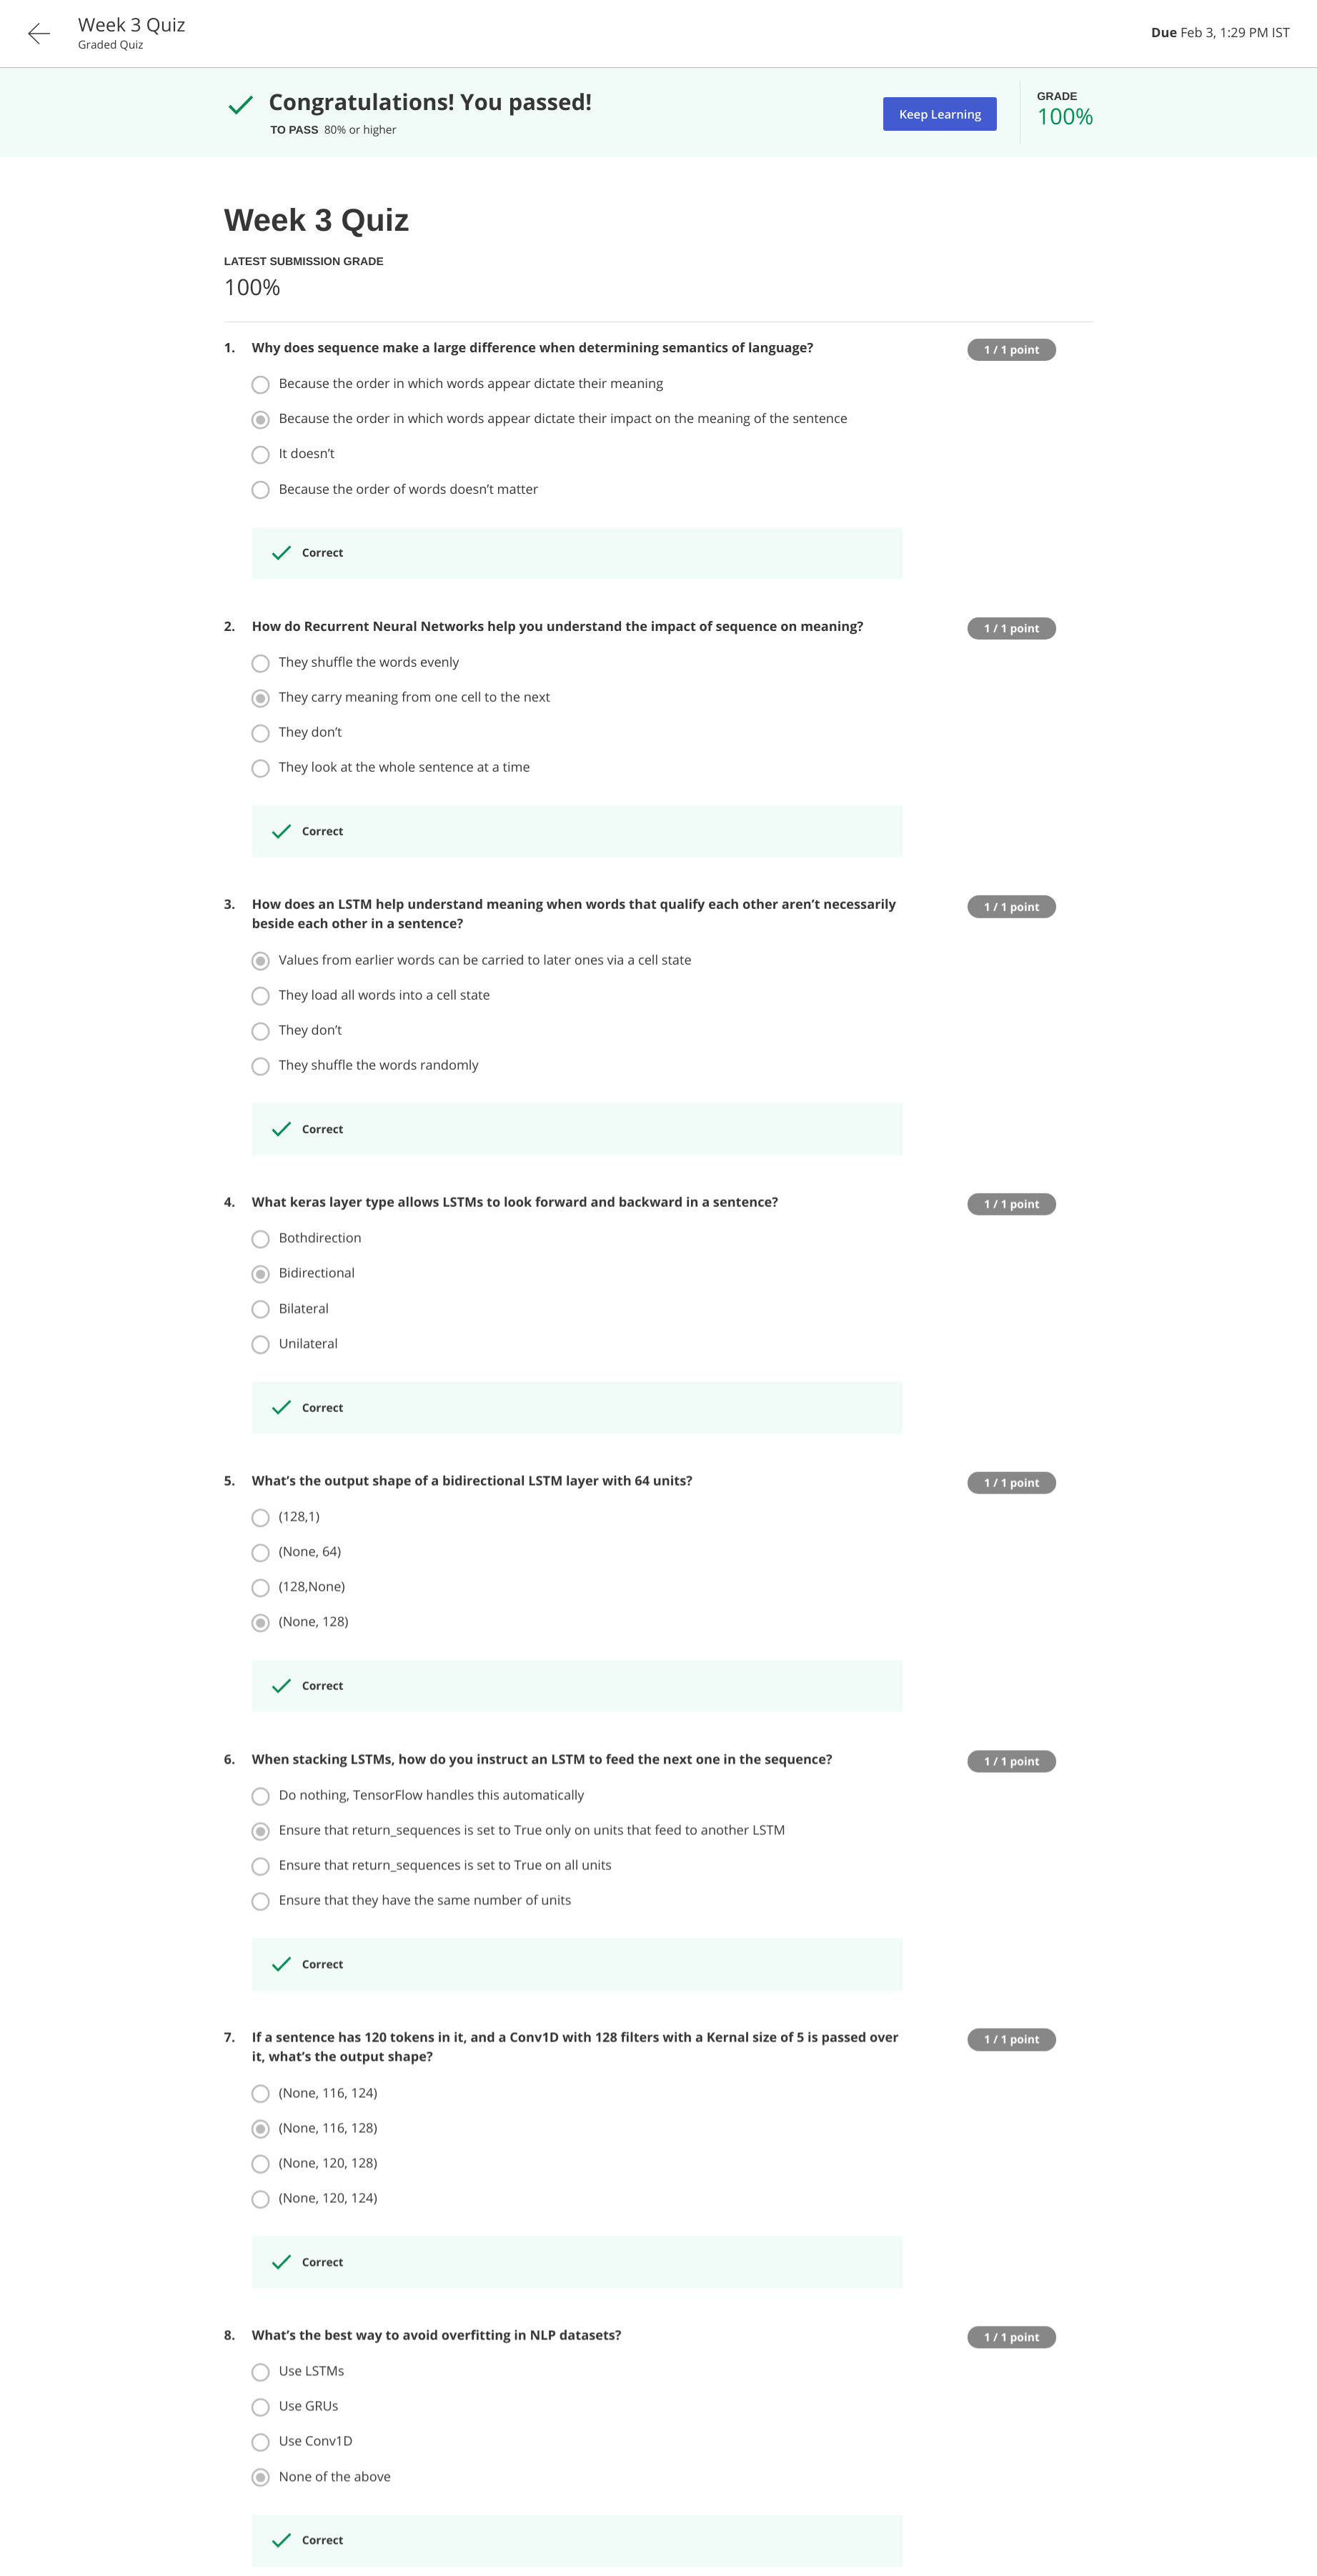 Week 3 Quiz
Graded Quiz
Due Feb 3, 1:29 PM IST
Congratulations! You passed!
TO PASS 80% or higher
Keep Learning
GRADE
100%
Week 3 Quiz
LATEST SUBMISSION GRADE
100%
1. Why does sequence make a large difference when determining semantics of language?
1 / 1 point
Because the order in which words appear dictate their meaning
Because the order in which words appear dictate their impact on the meaning of the sentence
It doesn't
Because the order of words doesn't matter
Correct
2. How do Recurrent Neural Networks help you understand the impact of sequence on meaning?
1 / 1 point
They shuffle the words evenly
They carry meaning from one cell to the next
They don't
They look at the whole sentence at a time
Correct
3. How does an LSTM help understand meaning when words that qualify each other aren't necessarily
beside each other in a sentence?
1 / 1 point
Values from earlier words can be carried to later ones via a cell state
They load all words into a cell state
They don't
They shuffle the words randomly
Correct
4. What keras layer type allows LSTMs to look forward and backward in a sentence?
1 / 1 point
Bothdirection
Bidirectional
Bilateral
Unilateral
Correct
5. What's the output shape of a bidirectional LSTM layer with 64 units?
1 / 1 point
(128,1)
(None, 64)
(128,None)
(None, 128)
Correct
6. When stacking LSTMs, how do you instruct an LSTM to feed the next one in the sequence?
1 / 1 point
Do nothing, TensorFlow handles this automatically
Ensure that return_sequences is set to True only on units that feed to another LSTM
Ensure that return_sequences is set to True on all units
Ensure that they have the same number of units
Correct
7. If a sentence has 120 tokens in it, and a Conv1D with 128 filters with a Kernal size of 5 is passed over
it, what's the output shape?
1 / 1 point
(None, 116, 124)
(None, 116, 128)
(None, 120, 128)
(None, 120, 124)
Correct
8. What's the best way to avoid overfitting in NLP datasets?
1 / 1 point
Use LSTMs
Use GRUs
Use Conv1D
None of the above
Correct